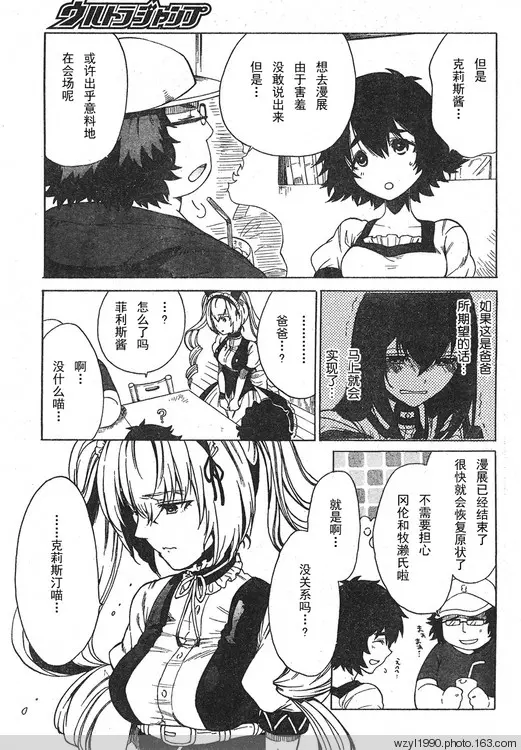 ウルトラジャンプ
但是
克莉斯酱…
想去漫展
由于害羞
没敢说出来
但是…
或许出乎意料地
在会场呢
如果这是爸爸
所期望的话…
马上就会
实现了…
爸爸
…?
怎么了吗
菲利斯酱
?
啊…
没什么喵…
漫展已经结束了
很快就会恢复原状了
不需要担心
冈伦和牧濑氏啦
就是啊…
没关系吗…?
……克莉斯汀喵…
wzyl1990.photo.163.com